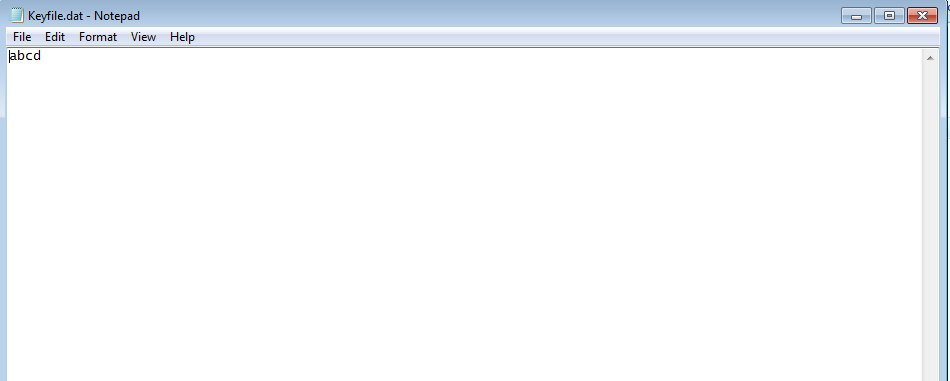 Keyfile.dat - Notepad
File Edit Format View Help
abcd